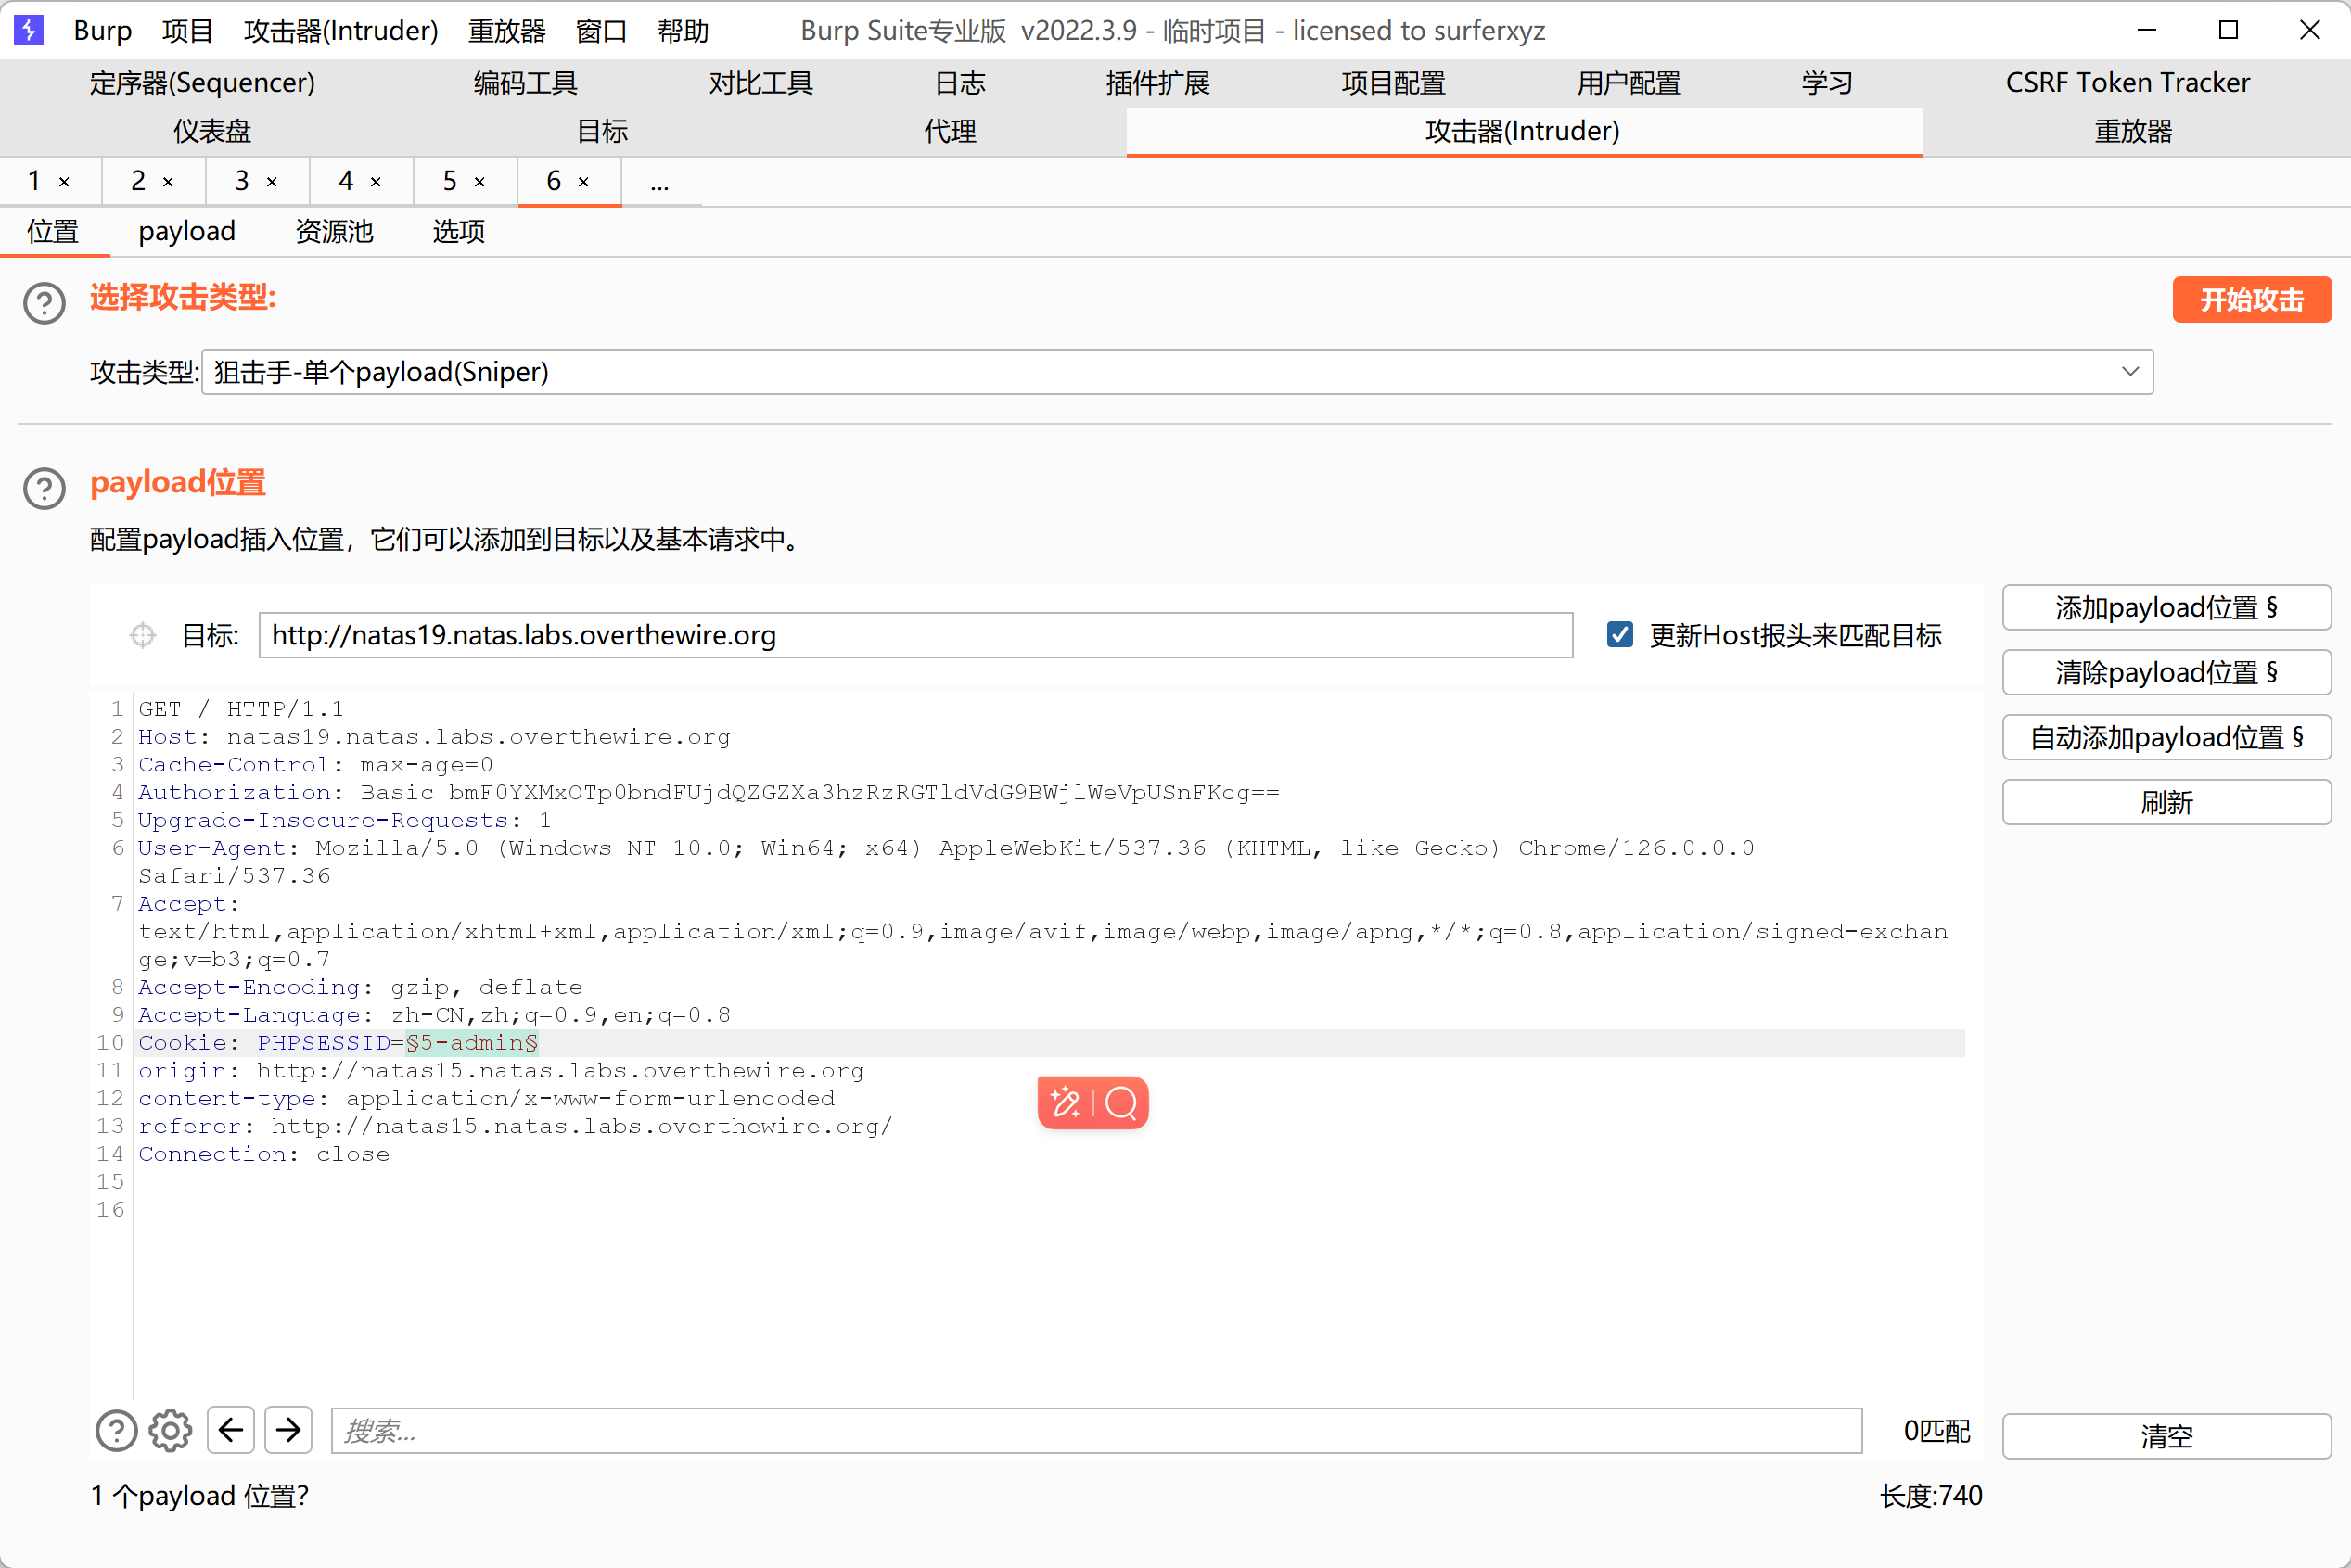 Burp 项目 攻击器(Intruder) 重放器 窗口 帮助 Burp Suite专业版 v2022.3.9 - 临时项目 - licensed to surferxyz
定序器(Sequencer) 编码工具 对比工具 日志 插件扩展 项目配置 用户配置 学习 CSRF Token Tracker
仪表盘 目标 代理 攻击器(Intruder) 重放器
1 × 2 × 3 × 4 × 5 × 6 × ...
位置 payload 资源池 选项
选择攻击类型:
开始攻击
攻击类型: 狙击手-单个payload(Sniper)
payload位置
配置payload插入位置，它们可以添加到目标以及基本请求中。
目标: http://natas19.natas.labs.overthewire.org 更新Host报头来匹配目标
添加payload位置 §
清除payload位置 §
自动添加payload位置 §
刷新
1 GET / HTTP/1.1
2 Host: natas19.natas.labs.overthewire.org
3 Cache-Control: max-age=0
4 Authorization: Basic bmF0YXMxOTp0bndFUjdQZGZXa3hzRzRGTldVdG9BWjlWeVpUSnFKcg==
5 Upgrade-Insecure-Requests: 1
6 User-Agent: Mozilla/5.0 (Windows NT 10.0; Win64; x64) AppleWebKit/537.36 (KHTML, like Gecko) Chrome/126.0.0.0
Safari/537.36
7 Accept:
text/html,application/xhtml+xml,application/xml;q=0.9,image/avif,image/webp,image/apng,*/*;q=0.8,application/signed-exchan
ge;v=b3;q=0.7
8 Accept-Encoding: gzip, deflate
9 Accept-Language: zh-CN,zh;q=0.9,en;q=0.8
10 Cookie: PHPSESSID=§5-admin§
11 origin: http://natas15.natas.labs.overthewire.org
12 content-type: application/x-www-form-urlencoded
13 referer: http://natas15.natas.labs.overthewire.org/
14 Connection: close
15
16
搜索... 0匹配
清空
1 个payload 位置? 长度:740